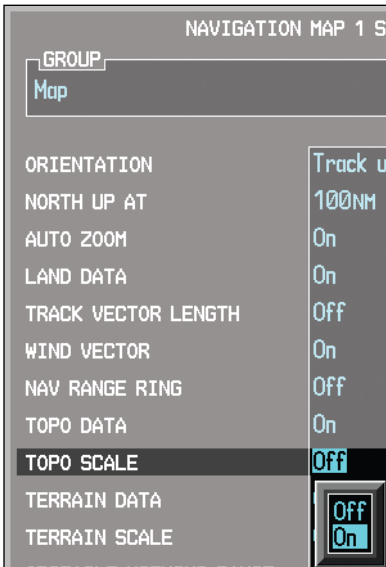 NAVIGATION MAP 1 S
GROUP
Map
ORIENTATION Track u
NORTH UP AT 100NM
AUTO ZOOM On
LAND DATA On
TRACK VECTOR LENGTH Off
WIND VECTOR On
NAV RANGE RING Off
TOPO DATA On
TOPO SCALE Off
TERRAIN DATA
Off
TERRAIN SCALE
On